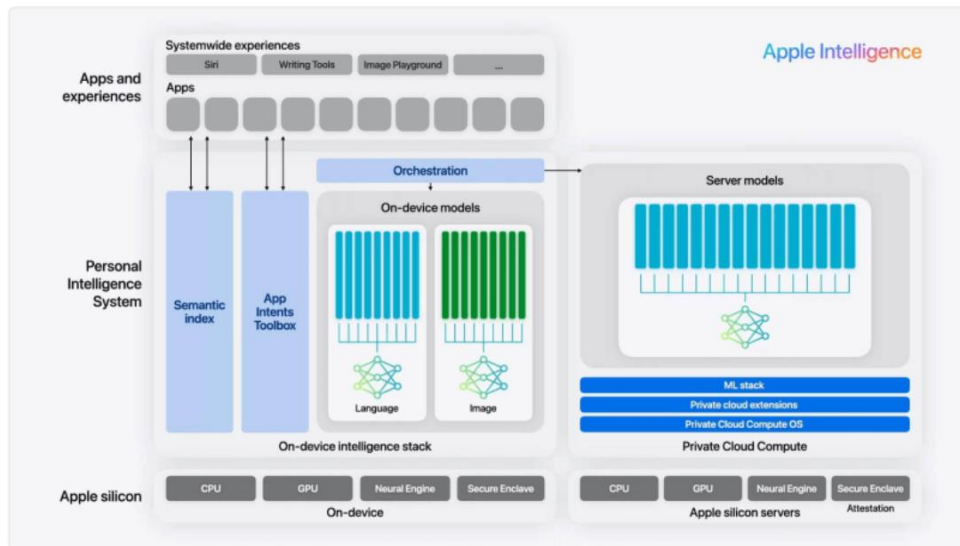 Apple Intelligence
Apps and
experiences
Systemwide experiences
Siri
Writing Tools
Image Playground
...
Apps
Personal
Intelligence
System
Semantic
index
App
Intents
Toolbox
Orchestration
On-device models
Language
Image
On-device intelligence stack
Server models
ML stack
Private cloud extensions
Private Cloud Compute OS
Private Cloud Compute
Apple silicon
CPU
GPU
Neural Engine
Secure Enclave
On-device
CPU
GPU
Neural Engine
Secure Enclave
Attestation
Apple silicon servers